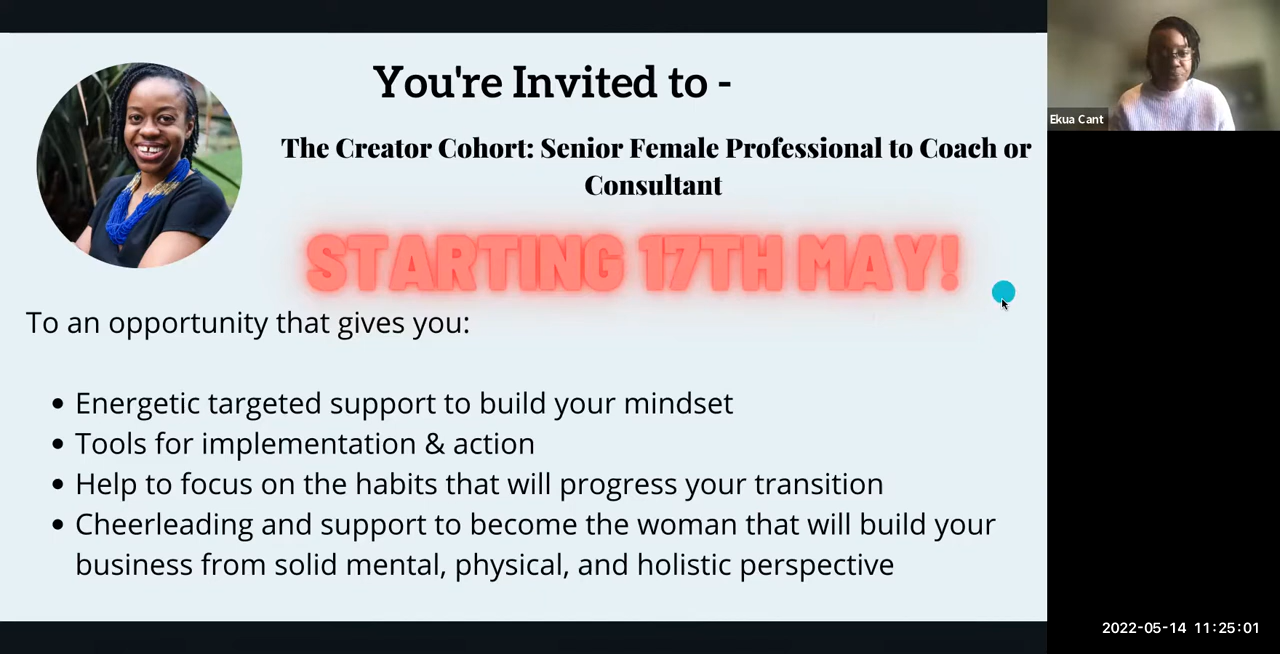 You're Invited to -
The Creator Cohort: Senior Female Professional to Coach or
Consultant
STARTING 17TH MAY!
To an opportunity that gives you:
• Energetic targeted support to build your mindset
• Tools for implementation & action
• Help to focus on the habits that will progress your transition
• Cheerleading and support to become the woman that will build your
business from solid mental, physical, and holistic perspective
Ekua Cant
2022-05-14 11:25:01